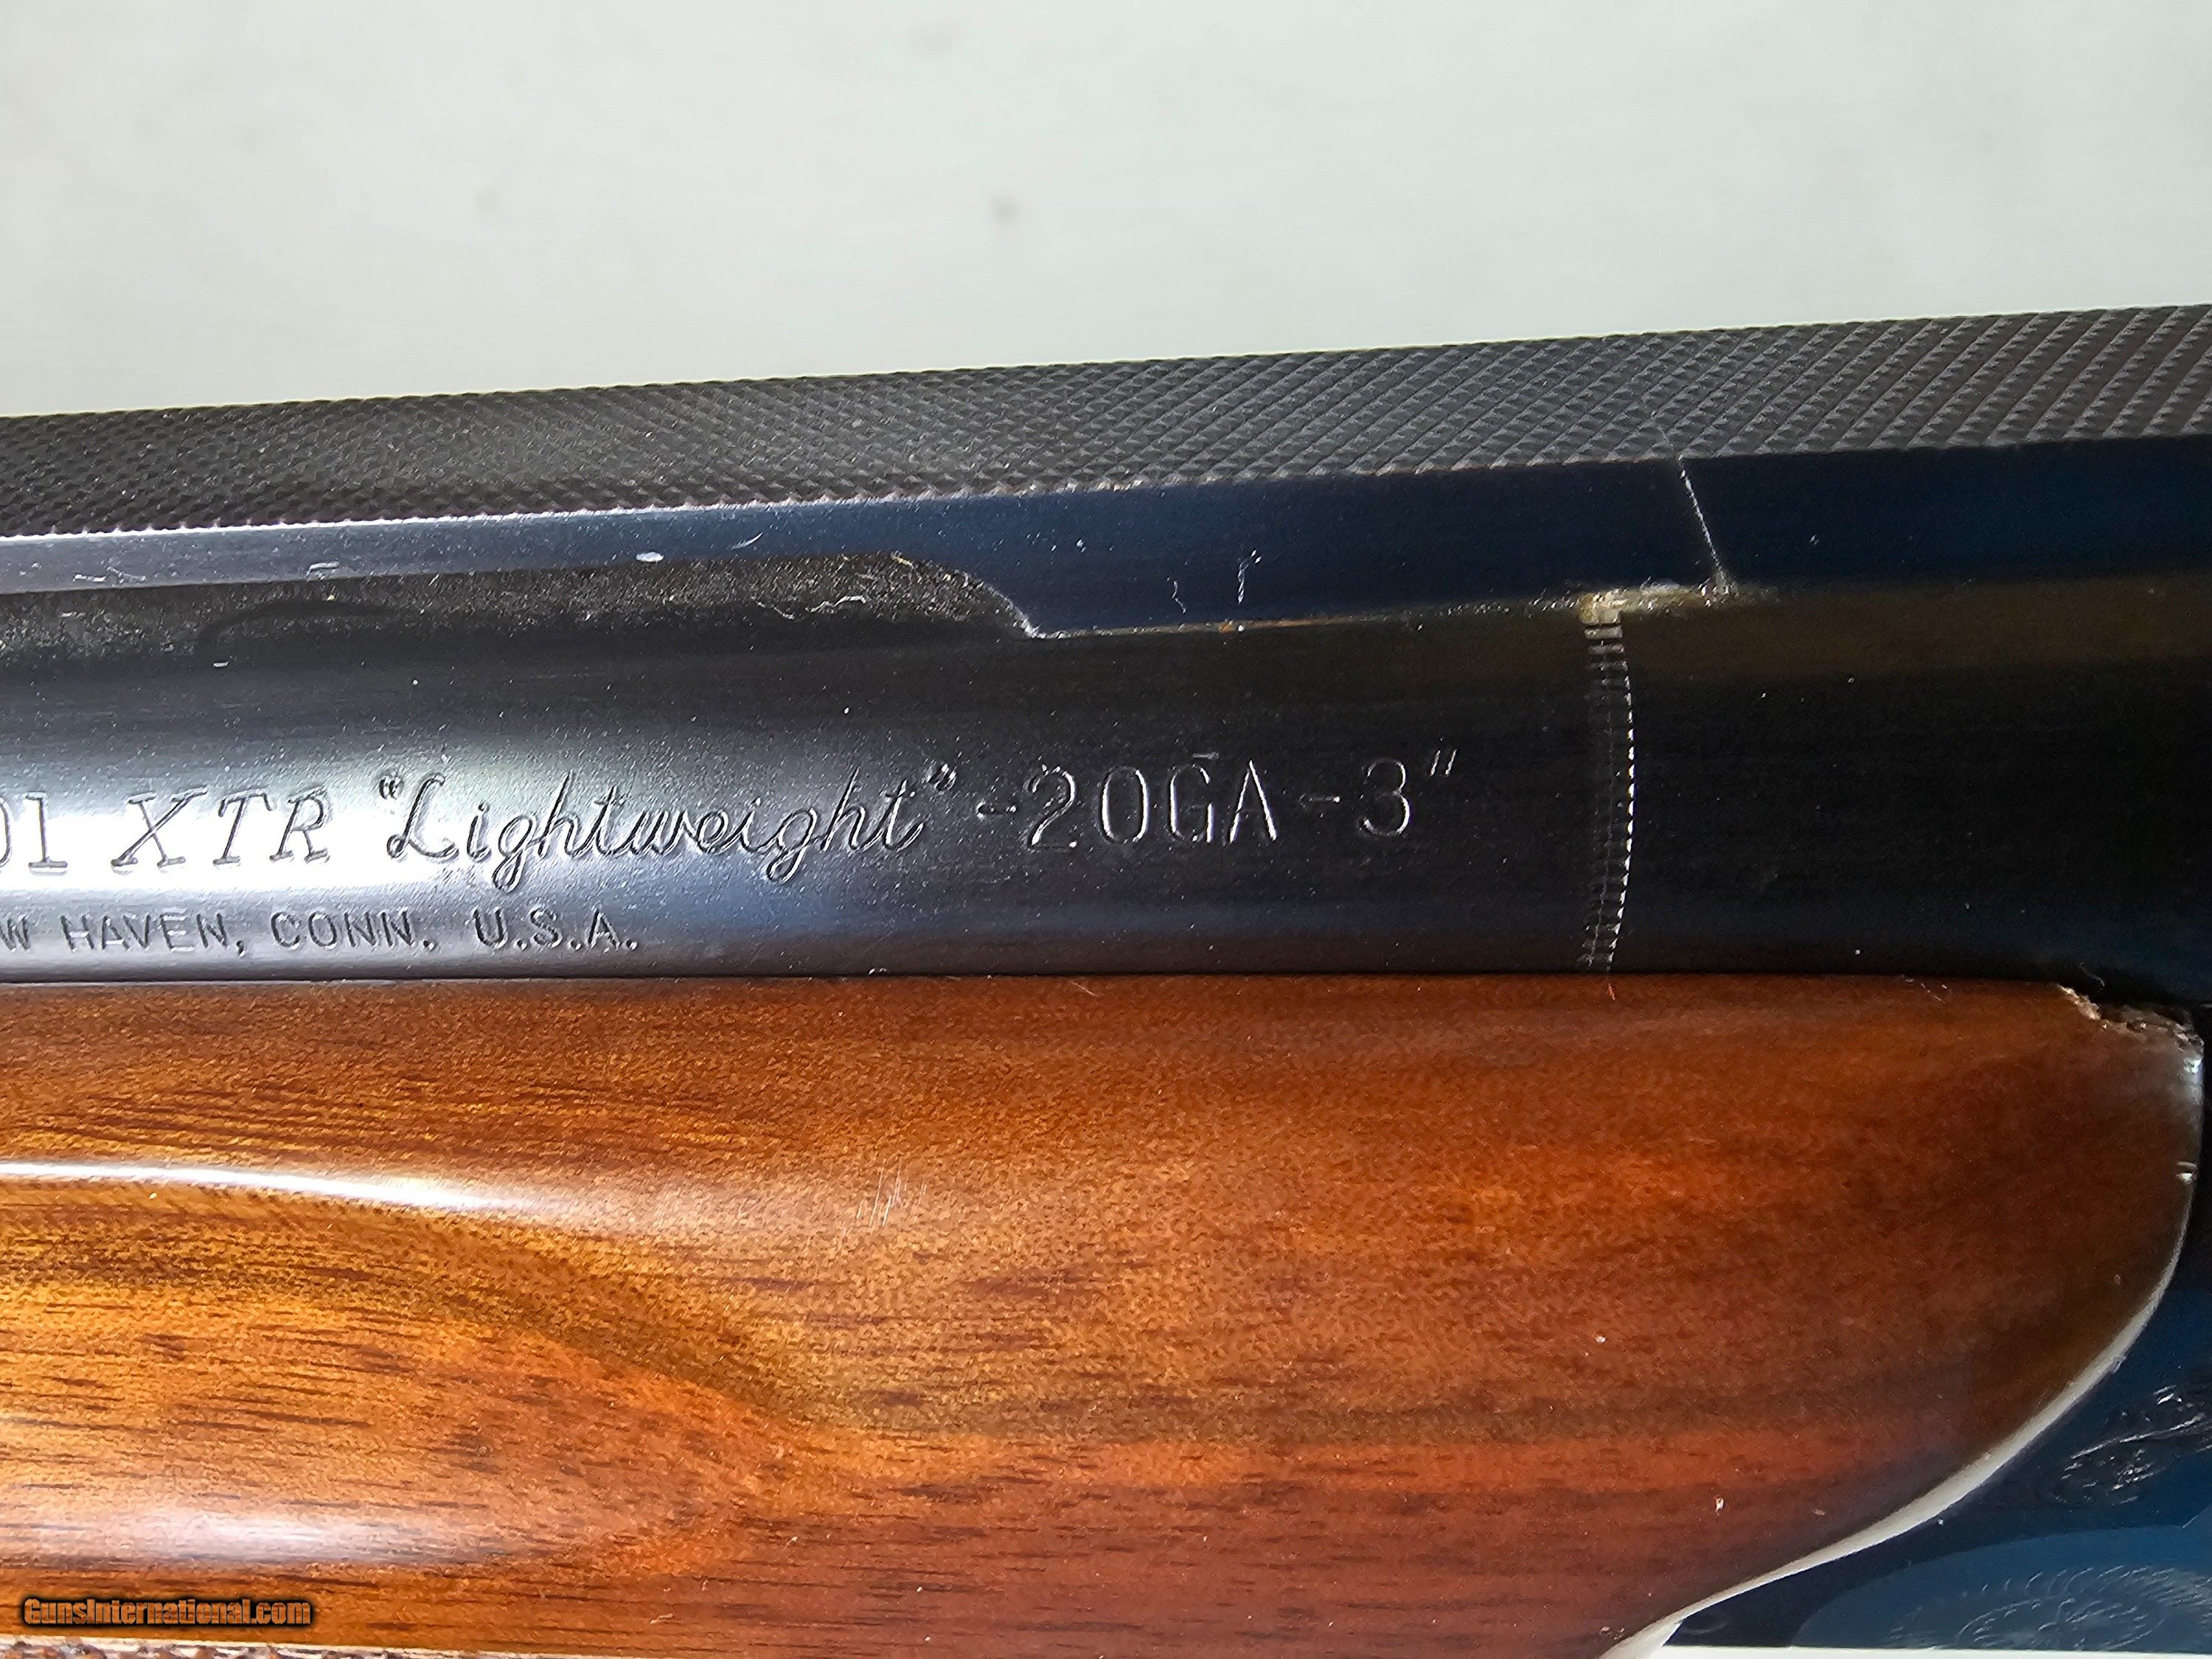 01 XTR "Lightweight"-20GA-3"
W HAVEN, CONN. U.S.A.
GunsInternational.com